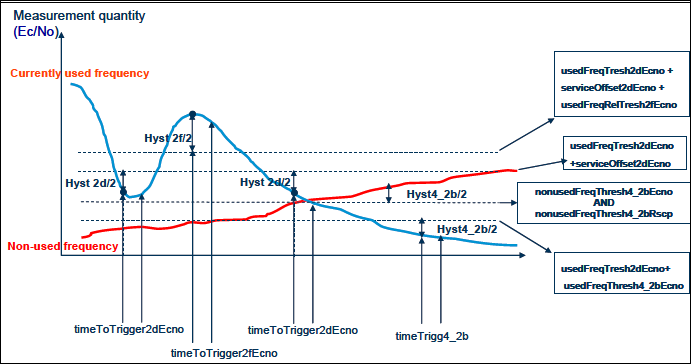 Measurement quantity
(Ec/No)
Currently used frequency
usedFreqTresh2dEcno +
serviceOffset2dEcno +
usedFreqRelTresh2fEcno
Hyst 2f/2
usedFreqTresh2dEcno
+serviceOffset2dEcno
Hyst 2d/2
Hyst 2d/2
Hyst4_2b/2
nonusedFreqThresh4_2bEcno
AND
nonusedFreqThresh4_2bRscp
Hyst4_2b/2
Non-used frequency
usedFreqTresh2dEcno+
usedFreqThresh4_2bEcno
timeToTrigger2dEcno
timeToTrigger2dEcno
timeTrigg4_2b
timeToTrigger2fEcno